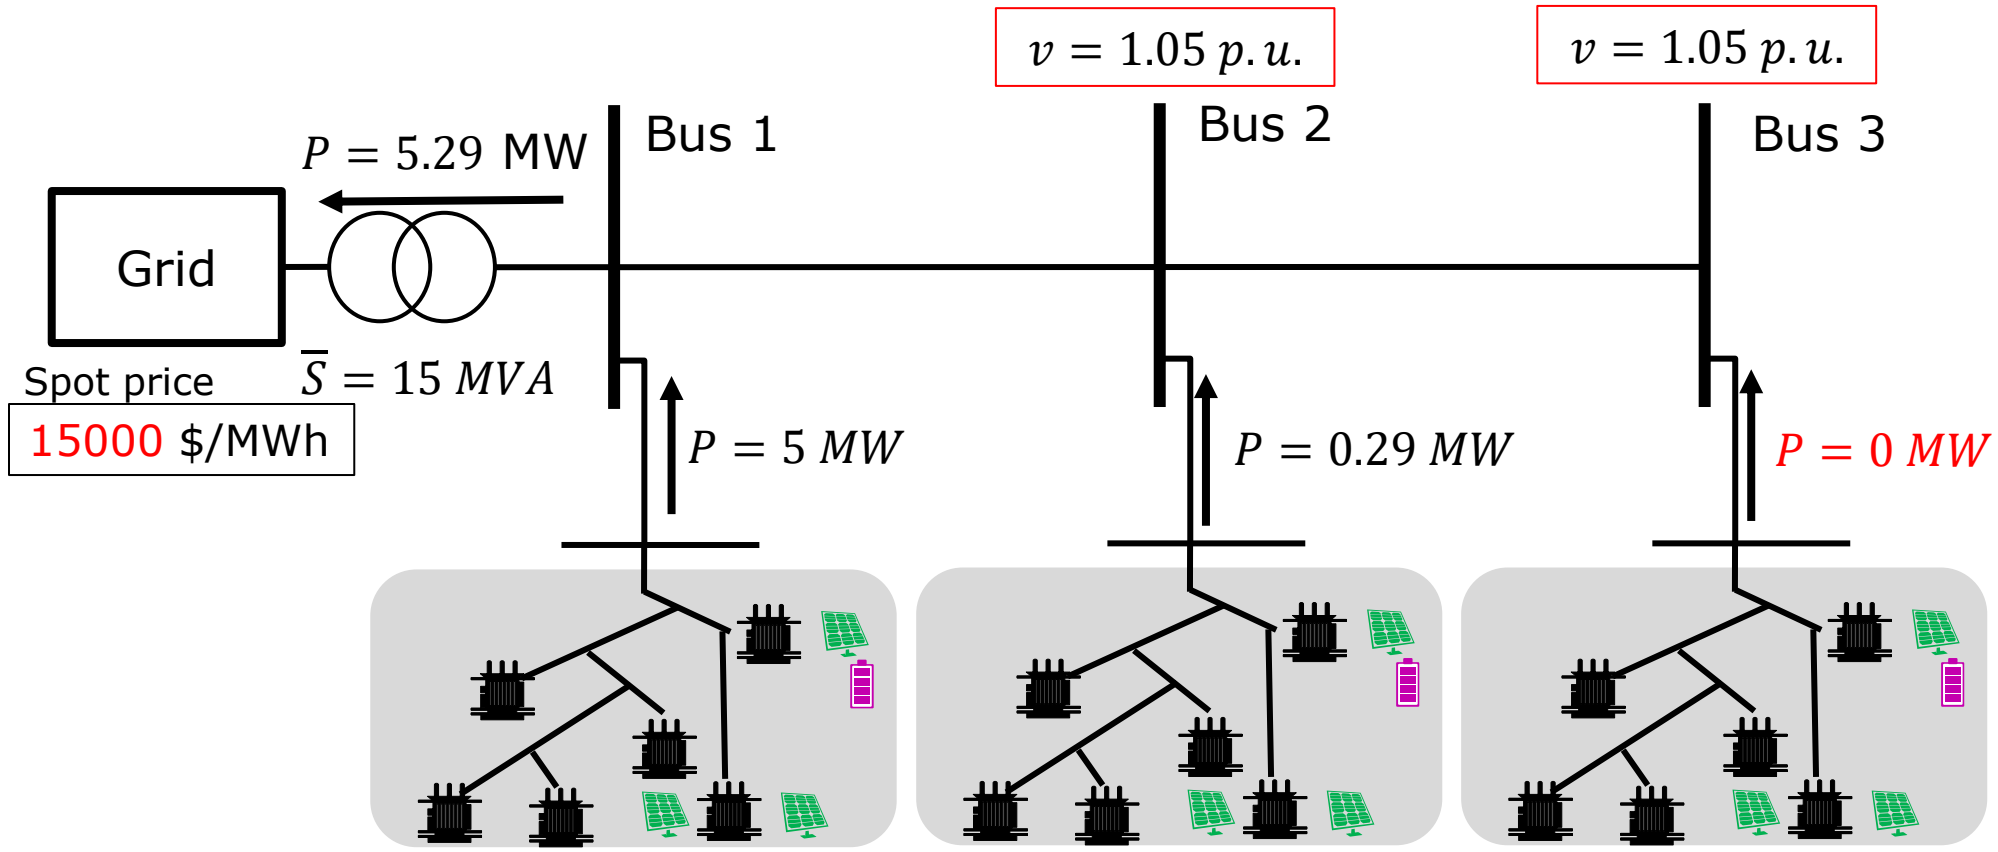 v = 1.05 p.u.
v = 1.05 p.u.
Bus 1
Bus 2
Bus 3
P = 5.29 MW
Grid
Spot price
S̅ = 15 MVA
15000 $/MWh
P = 5 MW
P = 0.29 MW
P = 0 MW